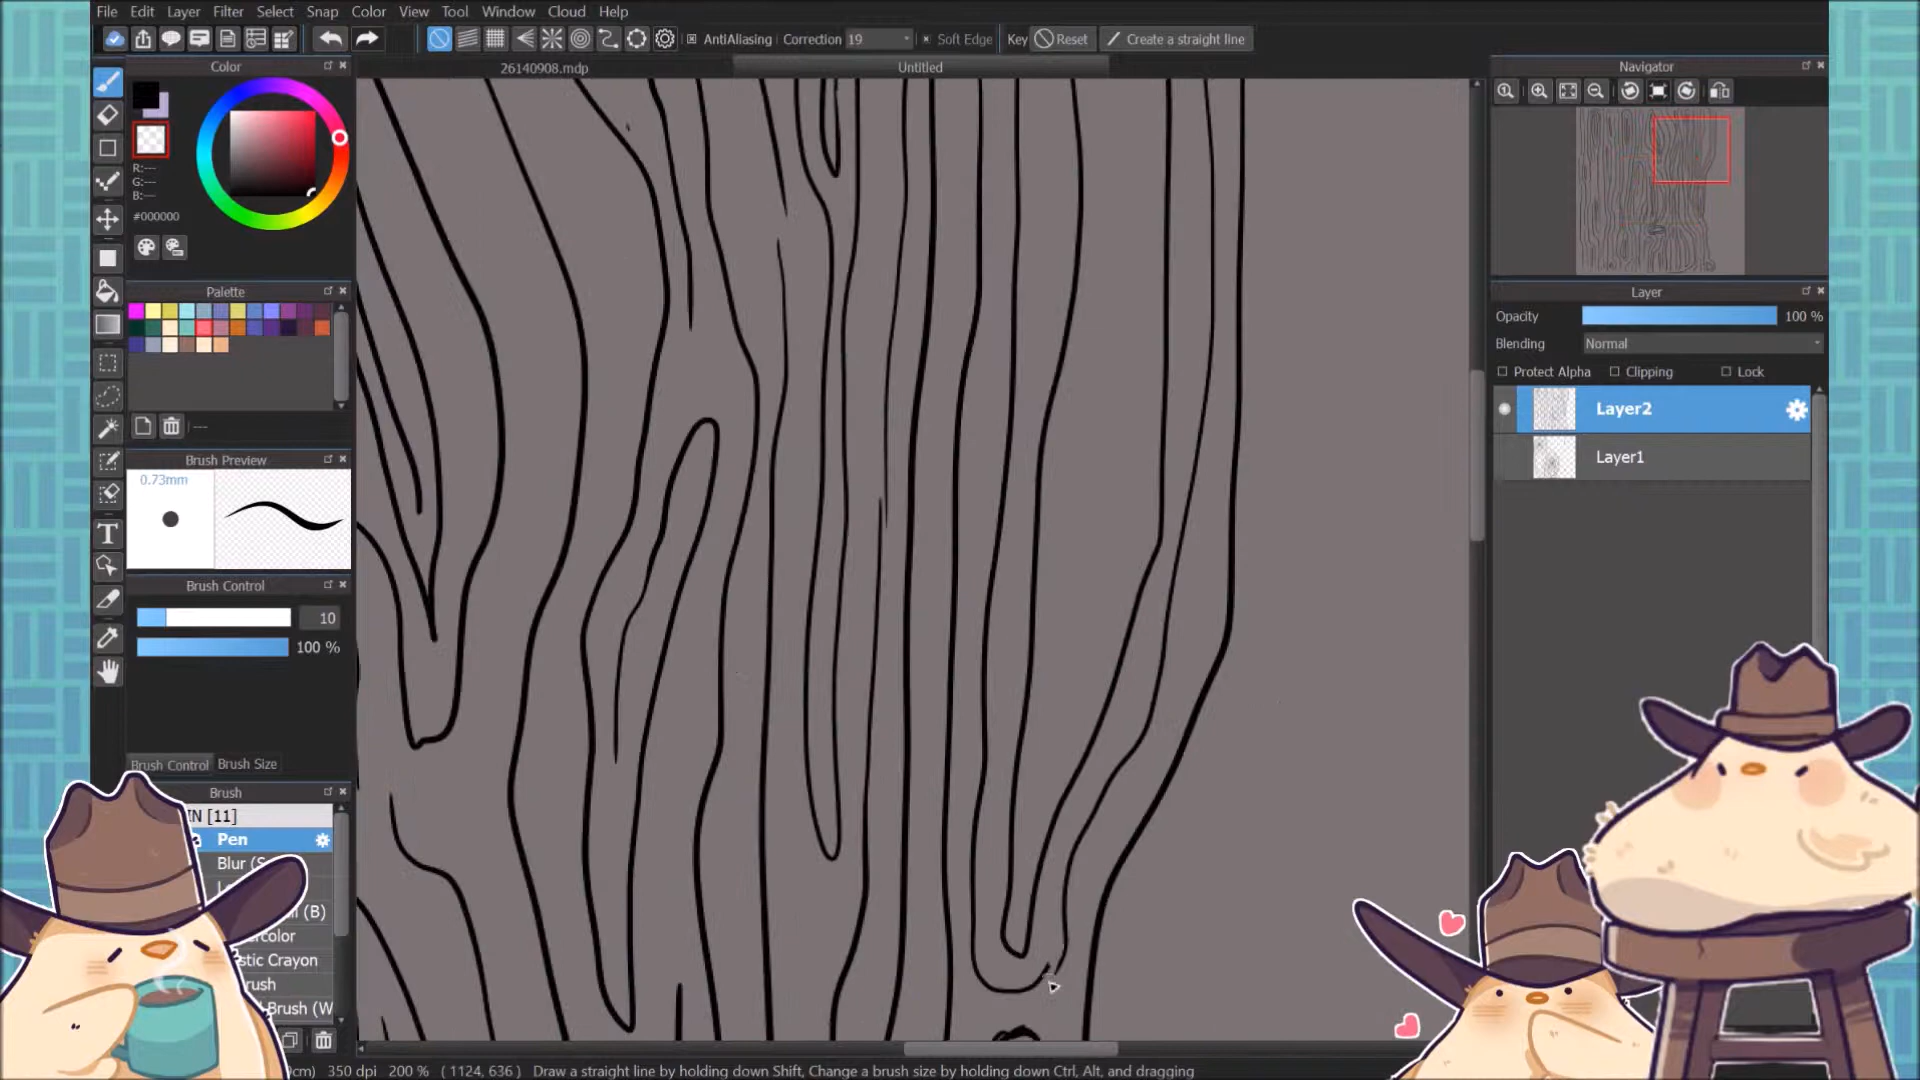 File Edit Layer Filter Select Snap Color View Tool Window Cloud Help
AntiAliasing Correction 19 Soft Edge Key Reset Create a straight line
26140908.mdp Untitled
Color
R:---
G:---
B:---
#000000
Palette
---
Brush Preview
0.73mm
Brush Control
10
100 %
Brush Control Brush Size
Brush
IN [11]
Pen
Blur (S
(B)
Brush (W
Navigator
Layer
Opacity 100 %
Blending Normal
Protect Alpha Clipping Lock
Layer2
Layer1
350 dpi 200 % ( 1124, 636 ) Draw a straight line by holding down Shift, Change a brush size by holding down Ctrl, Alt, and dragging